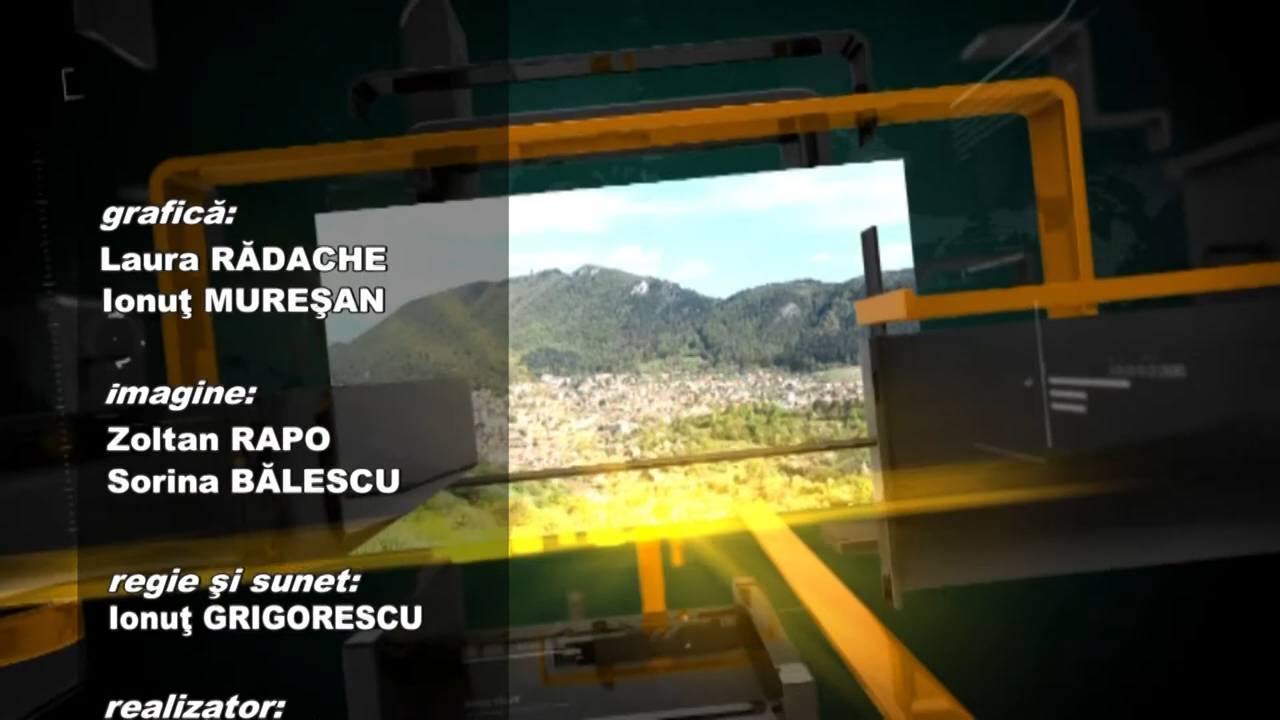 grafică:
Laura RĂDACHE
Ionuţ MUREŞAN
imagine:
Zoltan RAPO
Sorina BĂLESCU
regie şi sunet:
Ionuţ GRIGORESCU
realizator: